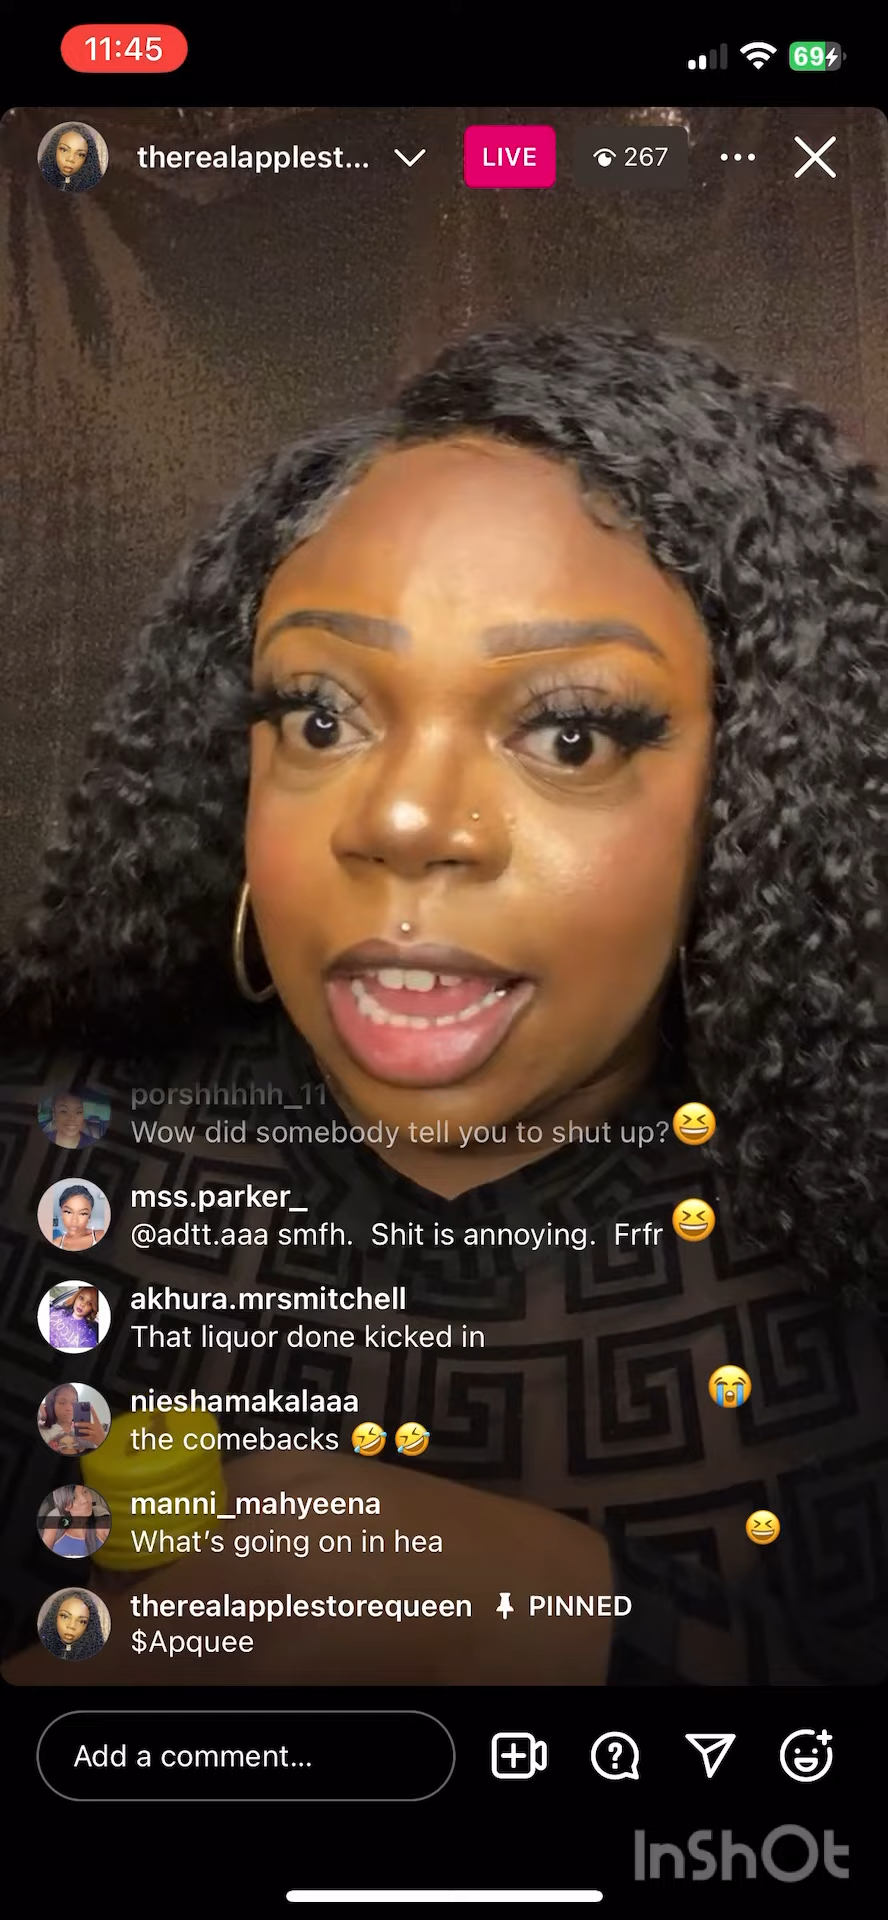 11:45
69
therealapplest...
LIVE
267
porshhhhh_11
Wow did somebody tell you to shut up?😆
mss.parker_
@adtt.aaa smfh.  Shit is annoying.  Frfr
akhura.mrsmitchell
That liquor done kicked in
nieshamakalaaa
the comebacks 🤣🤣
manni_mahyeena
What's going on in hea
therealapplestorequeen PINNED
$Apquee
Add a comment...
InShOt